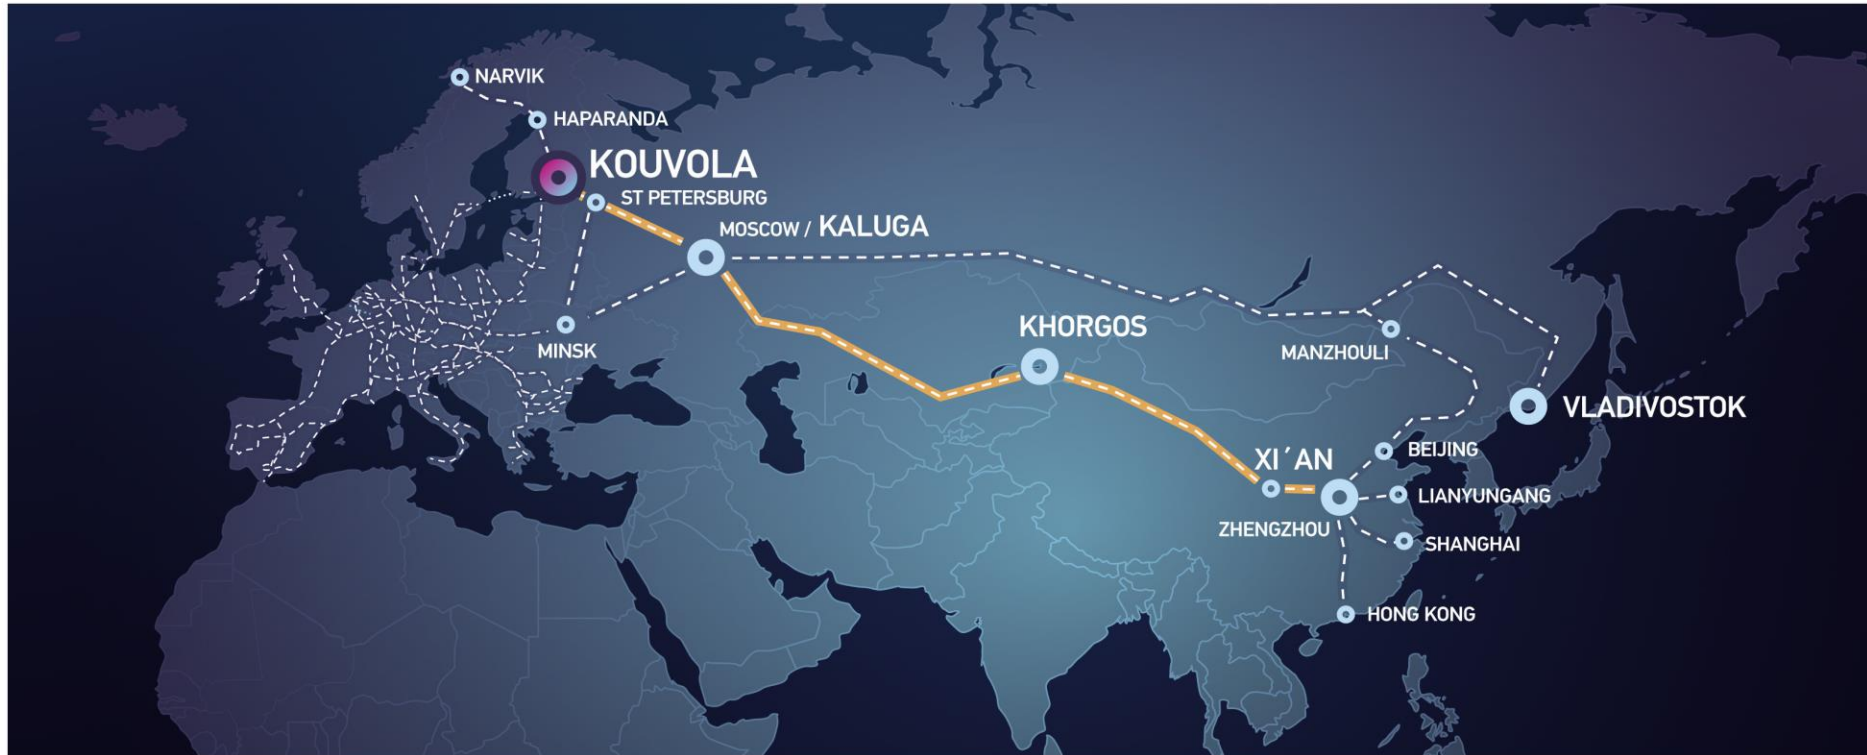 NARVIK
HAPARANDA
KOUVOLA
ST PETERSBURG
MOSCOW / KALUGA
KHORGOS
MINSK
MANZHOULI
VLADIVOSTOK
XI´AN
BEIJING
LIANYUNGANG
ZHENGZHOU
SHANGHAI
HONG KONG